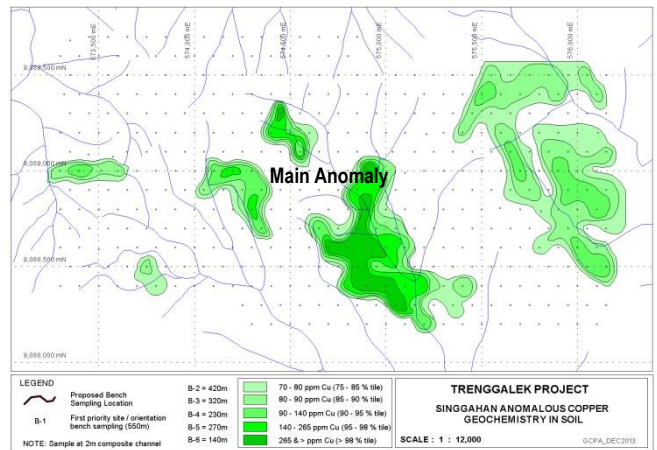 573,500 mE
574,000 mE
574,500 mE
575,000 mE
575,500 mE
576,000 mE
9,089,500 mN
9,089,000 mN
Main Anomaly
9,088,500 mN
9,088,000 mN
LEGEND
Proposed Bench
Sampling Location
B-1
First priority site / orientation
bench sampling (550m)
NOTE: Sample at 2m composite channel
B-2 = 420m
B-3 = 320m
B-4 = 230m
B-5 = 270m
B-6 = 140m
70 - 80 ppm Cu (75 - 85 % tile)
80 - 90 ppm Cu (85 - 90 % tile)
90 - 140 ppm Cu (90 - 95 % tile)
140 - 265 ppm Cu (95 - 98 % tile)
265 & > ppm Cu (> 98 % tile)
TRENGGALEK PROJECT
SINGGAHAN ANOMALOUS COPPER
GEOCHEMISTRY IN SOIL
SCALE : 1 : 12,000
GCPA_DEC2013